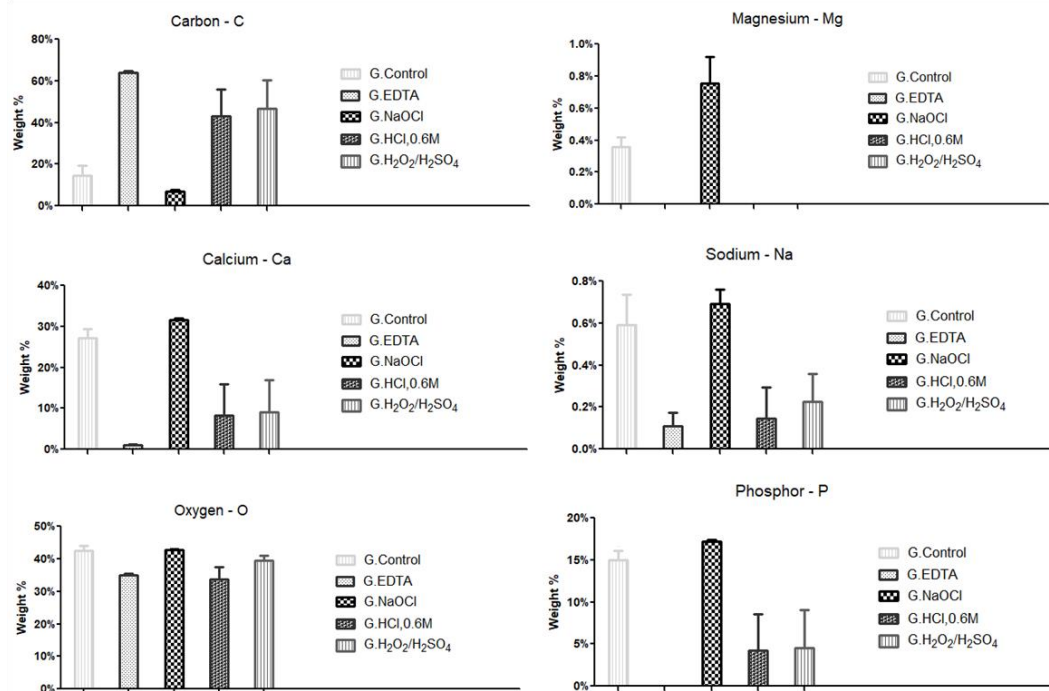 Carbon - C
Weight %
80%
60%
40%
20%
0%
G.Control
G.EDTA
G.NaOCl
G.HCl,0.6M
G.H₂O₂/H₂SO₄
Magnesium - Mg
Weight %
1.0%
0.8%
0.6%
0.4%
0.2%
0.0%
G.Control
G.EDTA
G.NaOCl
G.HCl,0.6M
G.H₂O₂/H₂SO₄
Calcium - Ca
Weight %
40%
30%
20%
10%
0%
G.Control
G.EDTA
G.NaOCl
G.HCl,0.6M
G.H₂O₂/H₂SO₄
Sodium - Na
Weight %
0.8%
0.6%
0.4%
0.2%
0.0%
G.Control
G.EDTA
G.NaOCl
G.HCl,0.6M
G.H₂O₂/H₂SO₄
Oxygen - O
Weight %
50%
40%
30%
20%
10%
0%
G.Control
G.EDTA
G.NaOCl
G.HCl,0.6M
G.H₂O₂/H₂SO₄
Phosphor - P
Weight %
20%
15%
10%
5%
0%
G.Control
G.EDTA
G.NaOCl
G.HCl,0.6M
G.H₂O₂/H₂SO₄